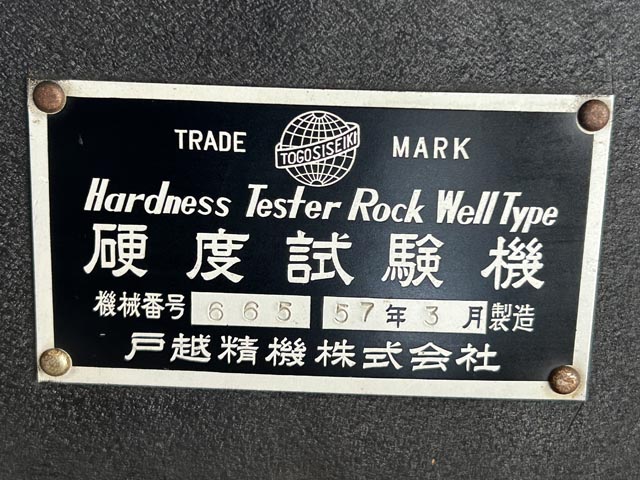 TRADE TOGOSISEIKI MARK
Hardness Tester Rock Well Type
硬度試験機
機械番号 665 57年3月製造
戸越精機株式会社